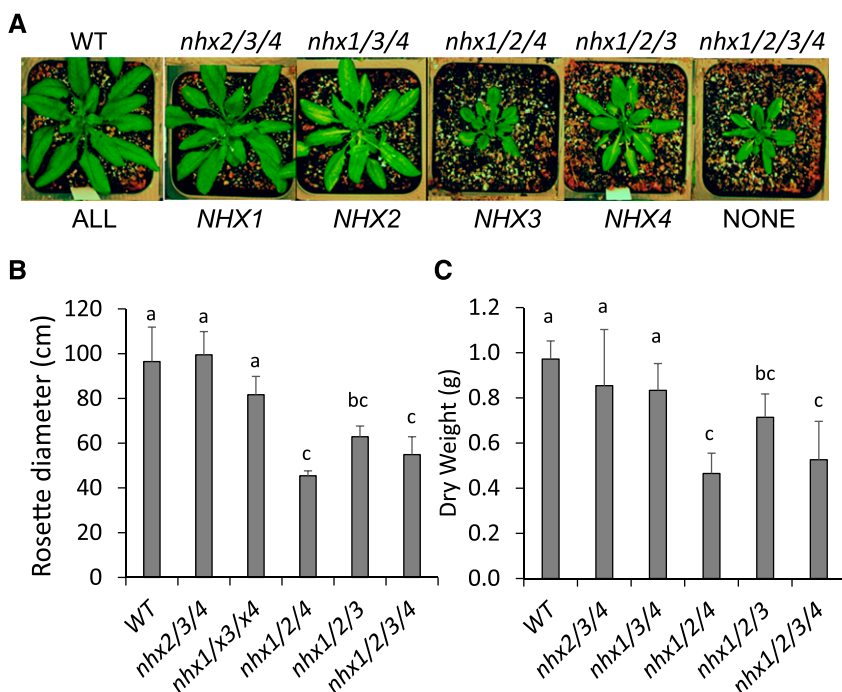 A
WT nhx2/3/4 nhx1/3/4 nhx1/2/4 nhx1/2/3 nhx1/2/3/4
ALL NHX1 NHX2 NHX3 NHX4 NONE
B
Rosette diameter (cm)
120
100
80
60
40
20
0
a a a c bc c
WT nhx2/3/4 nhx1/x3/x4 nhx1/2/4 nhx1/2/3 nhx1/2/3/4
C
Dry Weight (g)
1.2
1.0
0.8
0.6
0.4
0.2
0.0
a a a c bc c
WT nhx2/3/4 nhx1/3/4 nhx1/2/4 nhx1/2/3 nhx1/2/3/4